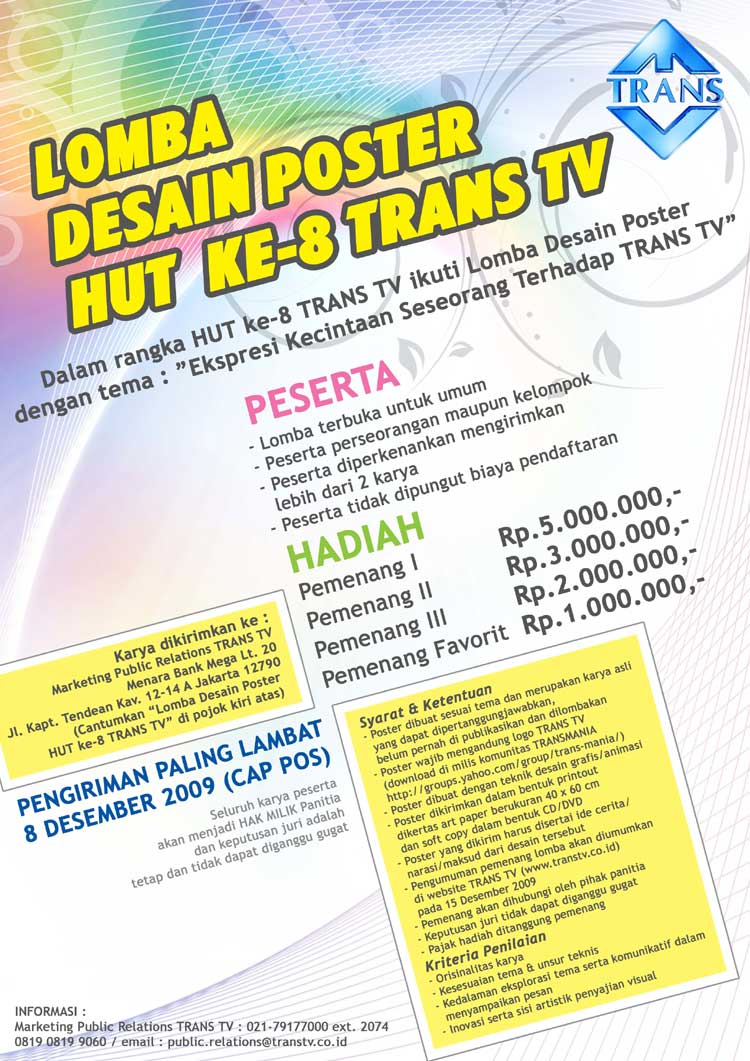 TRANS
LOMBA
DESAIN POSTER
HUT KE-8 TRANS TV
Dalam rangka HUT ke-8 TRANS TV ikuti Lomba Desain Poster
dengan tema : "Ekspresi Kecintaan Seseorang Terhadap TRANS TV"
PESERTA
- Lomba terbuka untuk umum
- Peserta perseorangan maupun kelompok
- Peserta diperkenankan mengirimkan
lebih dari 2 karya
- Peserta tidak dipungut biaya pendaftaran
HADIAH
Pemenang I Rp.5.000.000,-
Pemenang II Rp.3.000.000,-
Pemenang III Rp.2.000.000,-
Pemenang Favorit Rp.1.000.000,-
Karya dikirimkan ke :
Marketing Public Relations TRANS TV
Menara Bank Mega Lt. 20
Jl. Kapt. Tendean Kav. 12-14 A Jakarta 12790
(Cantumkan "Lomba Desain Poster
HUT ke-8 TRANS TV" di pojok kiri atas)
PENGIRIMAN PALING LAMBAT
8 DESEMBER 2009 (CAP POS)
Seluruh karya peserta
akan menjadi HAK MILIK Panitia
dan keputusan juri adalah
tetap dan tidak dapat diganggu gugat
Syarat & Ketentuan
- Poster dibuat sesuai tema dan merupakan karya asli
yang dapat dipertanggungjawabkan,
belum pernah di publikasikan dan dilombakan
- Poster wajib mengandung logo TRANS TV
(download di milis komunitas TRANSMANIA
http://groups.yahoo.com/group/trans-mania/)
- Poster dibuat dengan teknik desain grafis/animasi
- Poster dikirimkan dalam bentuk printout
dikertas art paper berukuran 40 x 60 cm
dan soft copy dalam bentuk CD/DVD
- Poster yang dikirim harus disertai ide cerita/
narasi/maksud dari desain tersebut
- Pengumuman pemenang lomba akan diumumkan
di website TRANS TV (www.transtv.co.id)
pada 15 Desember 2009
- Pemenang akan dihubungi oleh pihak panitia
- Keputusan juri tidak dapat diganggu gugat
- Pajak hadiah ditanggung pemenang
Kriteria Penilaian
- Orisinalitas karya
- Kesesuaian tema & unsur teknis
- Kedalaman eksplorasi tema serta komunikatif dalam
menyampaikan pesan
- Inovasi serta sisi artistik penyajian visual
INFORMASI :
Marketing Public Relations TRANS TV : 021-79177000 ext. 2074
0819 0819 9060 / email : public.relations@transtv.co.id